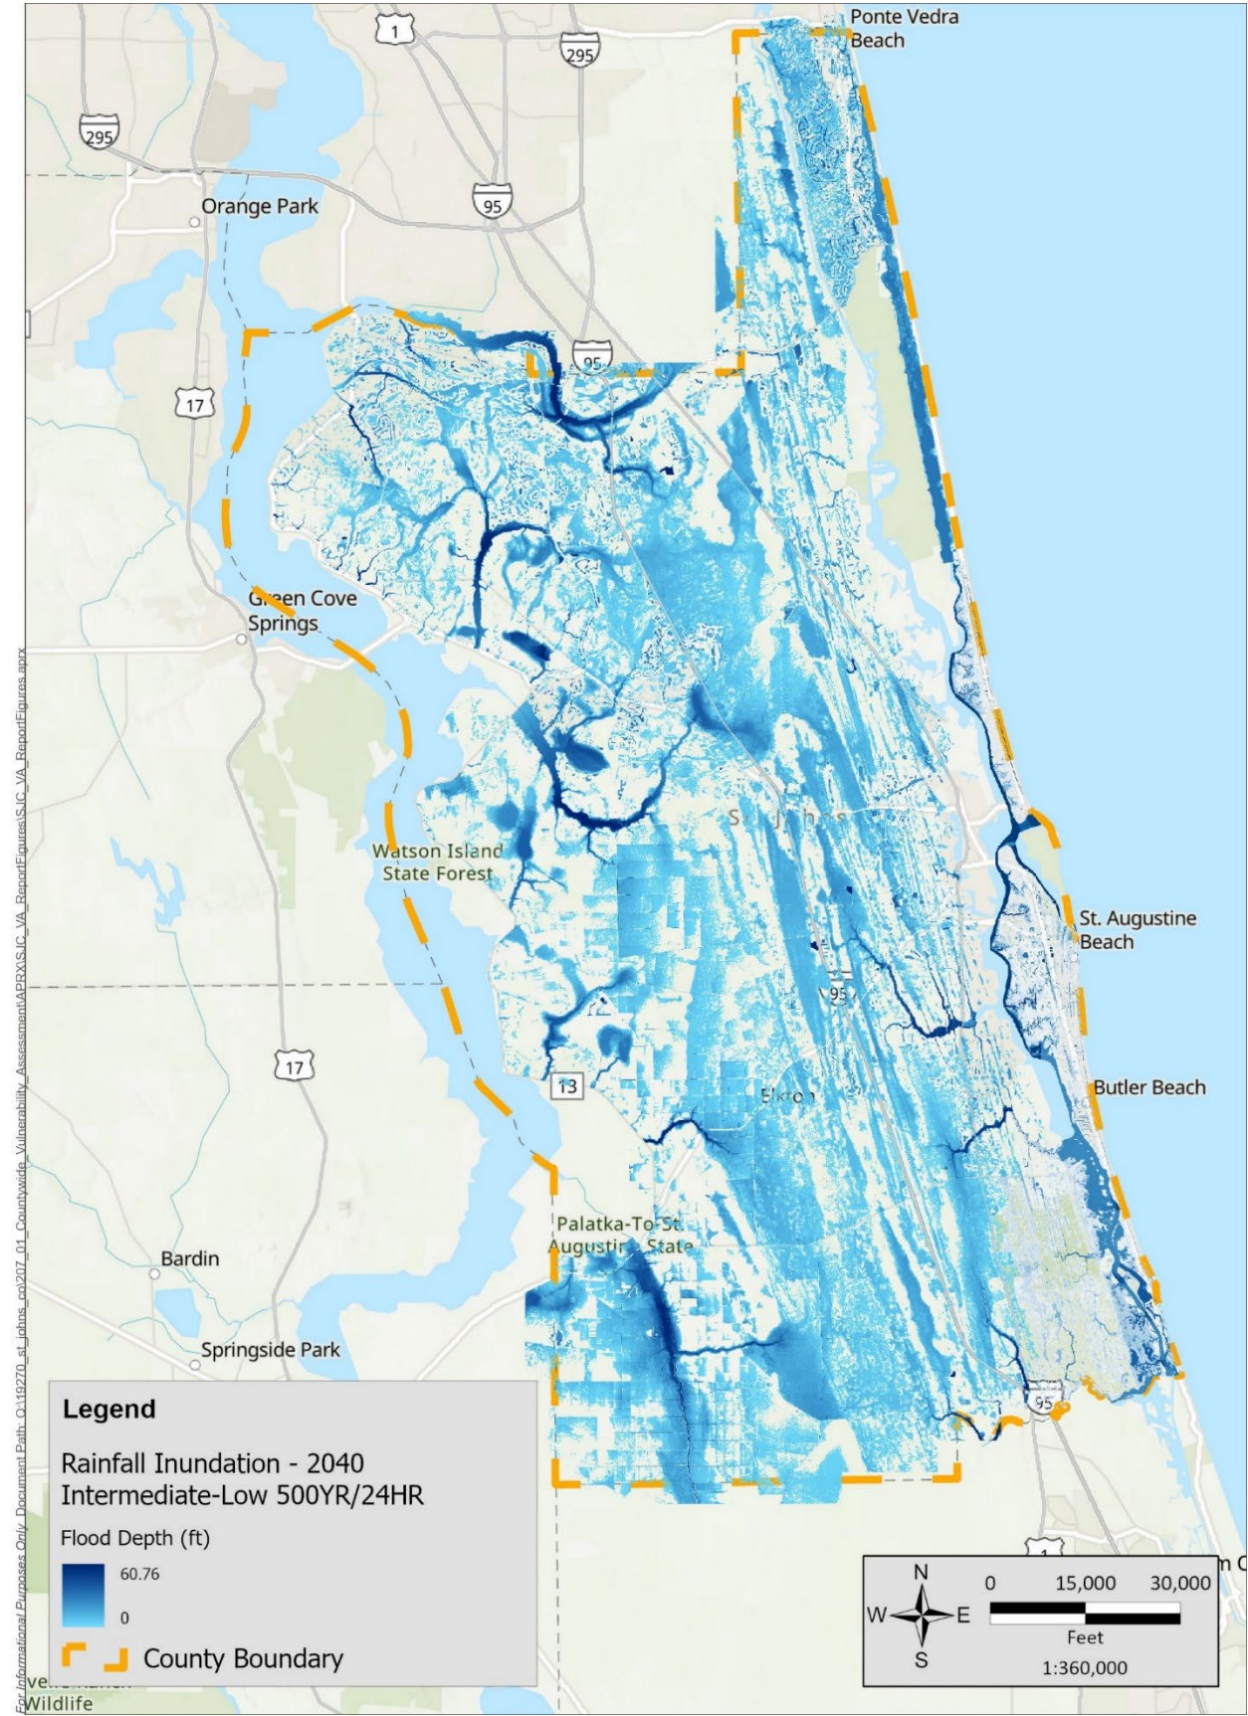 Ponte Vedra
Beach
1
295
295
95
Orange Park
95
17
Green Cove
Springs
Watson Island
State Forest
St. Augustine
Beach
95
17
13
Butler Beach
Elkton
Palatka-To-St.
Augustine State
Bardin
Springside Park
95
1
Legend
Rainfall Inundation - 2040
Intermediate-Low 500YR/24HR
Flood Depth (ft)
60.76
0
County Boundary
Wildlife
N
W
E
S
0
15,000
30,000
Feet
1:360,000
For Informational Purposes Only